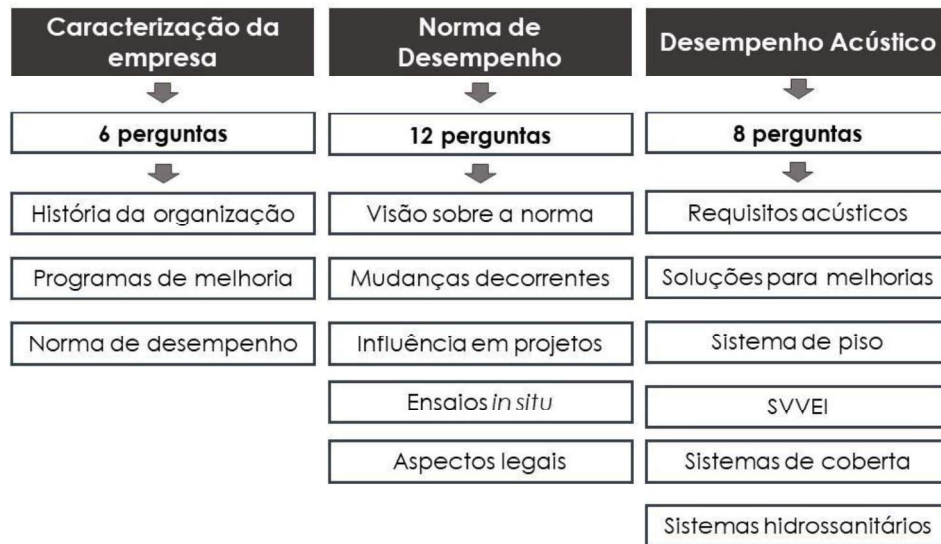 Caracterização da
empresa
6 perguntas
História da organização
Programas de melhoria
Norma de desempenho
Norma de
Desempenho
12 perguntas
Visão sobre a norma
Mudanças decorrentes
Influência em projetos
Ensaios in situ
Aspectos legais
Desempenho Acústico
8 perguntas
Requisitos acústicos
Soluções para melhorias
Sistema de piso
SVVEI
Sistemas de coberta
Sistemas hidrossanitários